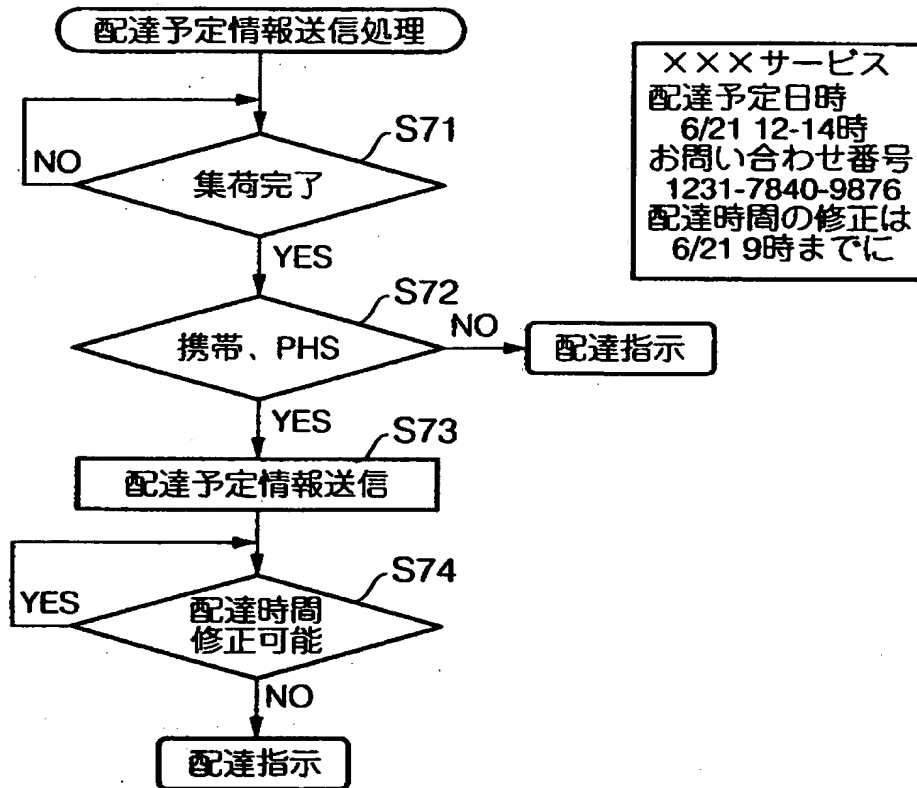 配達予定情報送信処理
S71
NO
集荷完了
YES
S72
携帯、PHS
NO
配達指示
YES
S73
配達予定情報送信
S74
YES
配達時間
修正可能
NO
配達指示
×××サービス
配達予定日時
6/21 12-14時
お問い合わせ番号
1231-7840-9876
配達時間の修正は
6/21 9時までに